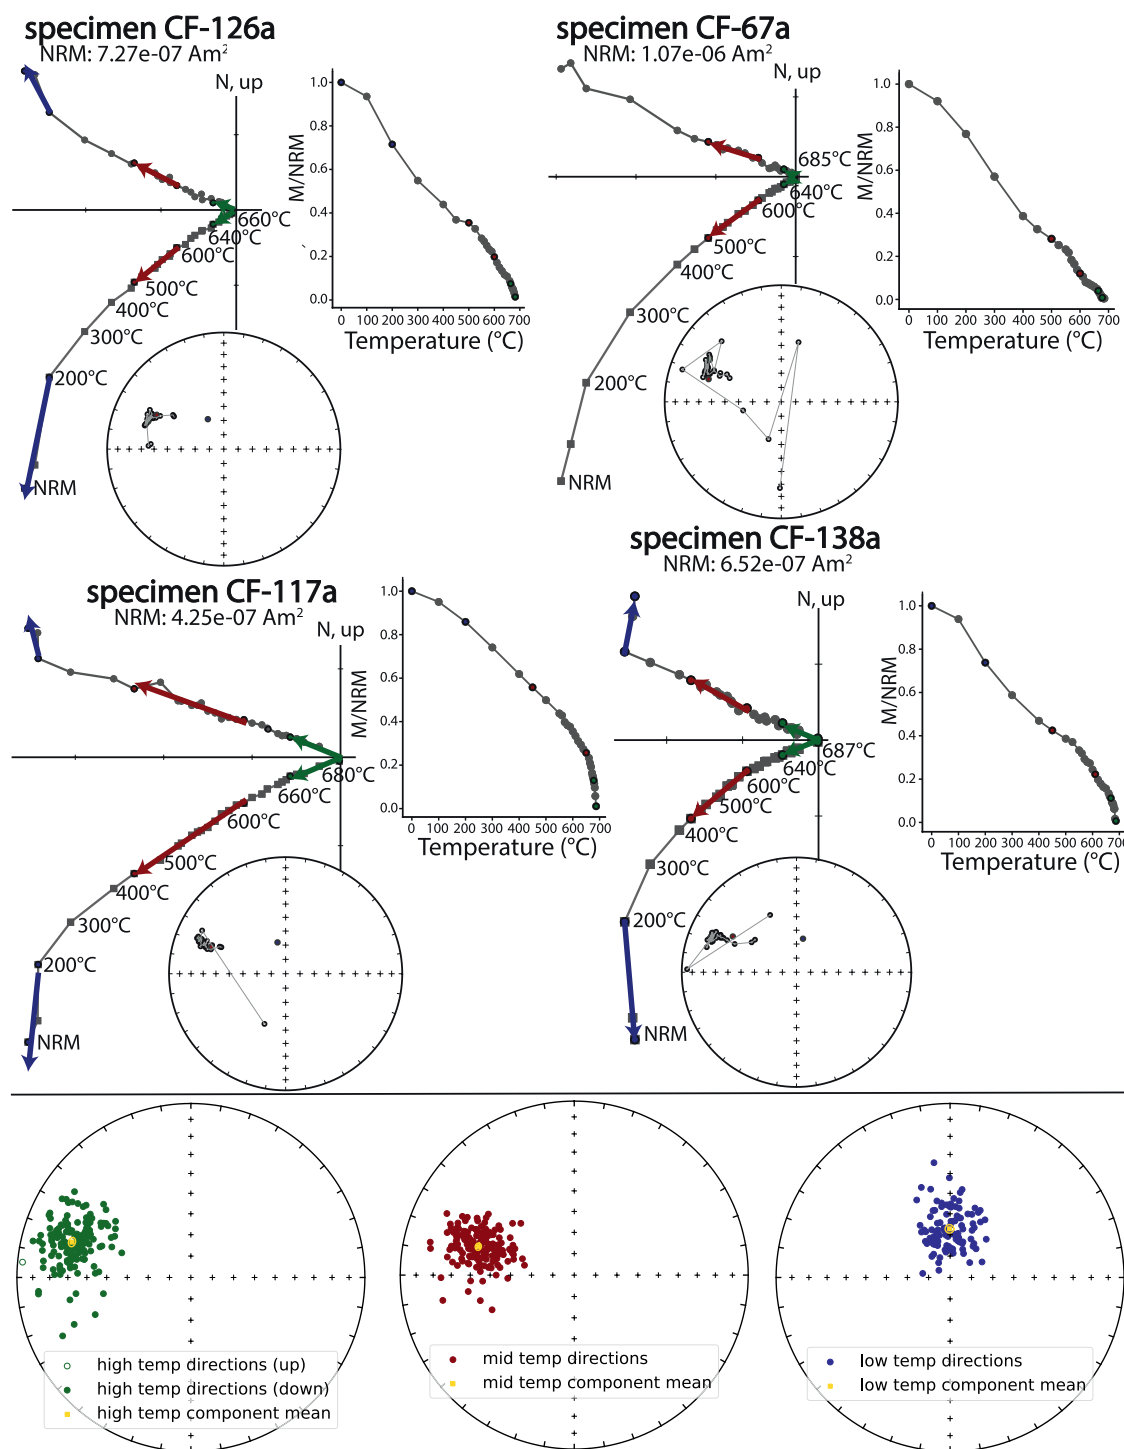 specimen CF-126a
NRM: 7.27e-07 Am²
N, up
660°C
640°C
600°C
500°C
400°C
300°C
200°C
NRM
M/NRM
1.0
0.8
0.6
0.4
0.2
0.0
0 100 200 300 400 500 600 700
Temperature (°C)
specimen CF-67a
NRM: 1.07e-06 Am²
N, up
685°C
640°C
600°C
500°C
400°C
300°C
200°C
NRM
M/NRM
1.0
0.8
0.6
0.4
0.2
0.0
0 100 200 300 400 500 600 700
Temperature (°C)
specimen CF-117a
NRM: 4.25e-07 Am²
N, up
680°C
660°C
600°C
500°C
400°C
300°C
200°C
NRM
M/NRM
1.0
0.8
0.6
0.4
0.2
0.0
0 100 200 300 400 500 600 700
Temperature (°C)
specimen CF-138a
NRM: 6.52e-07 Am²
N, up
687°C
640°C
600°C
500°C
400°C
300°C
200°C
NRM
M/NRM
1.0
0.8
0.6
0.4
0.2
0.0
0 100 200 300 400 500 600 700
Temperature (°C)
high temp directions (up)
high temp directions (down)
high temp component mean
mid temp directions
mid temp component mean
low temp directions
low temp component mean